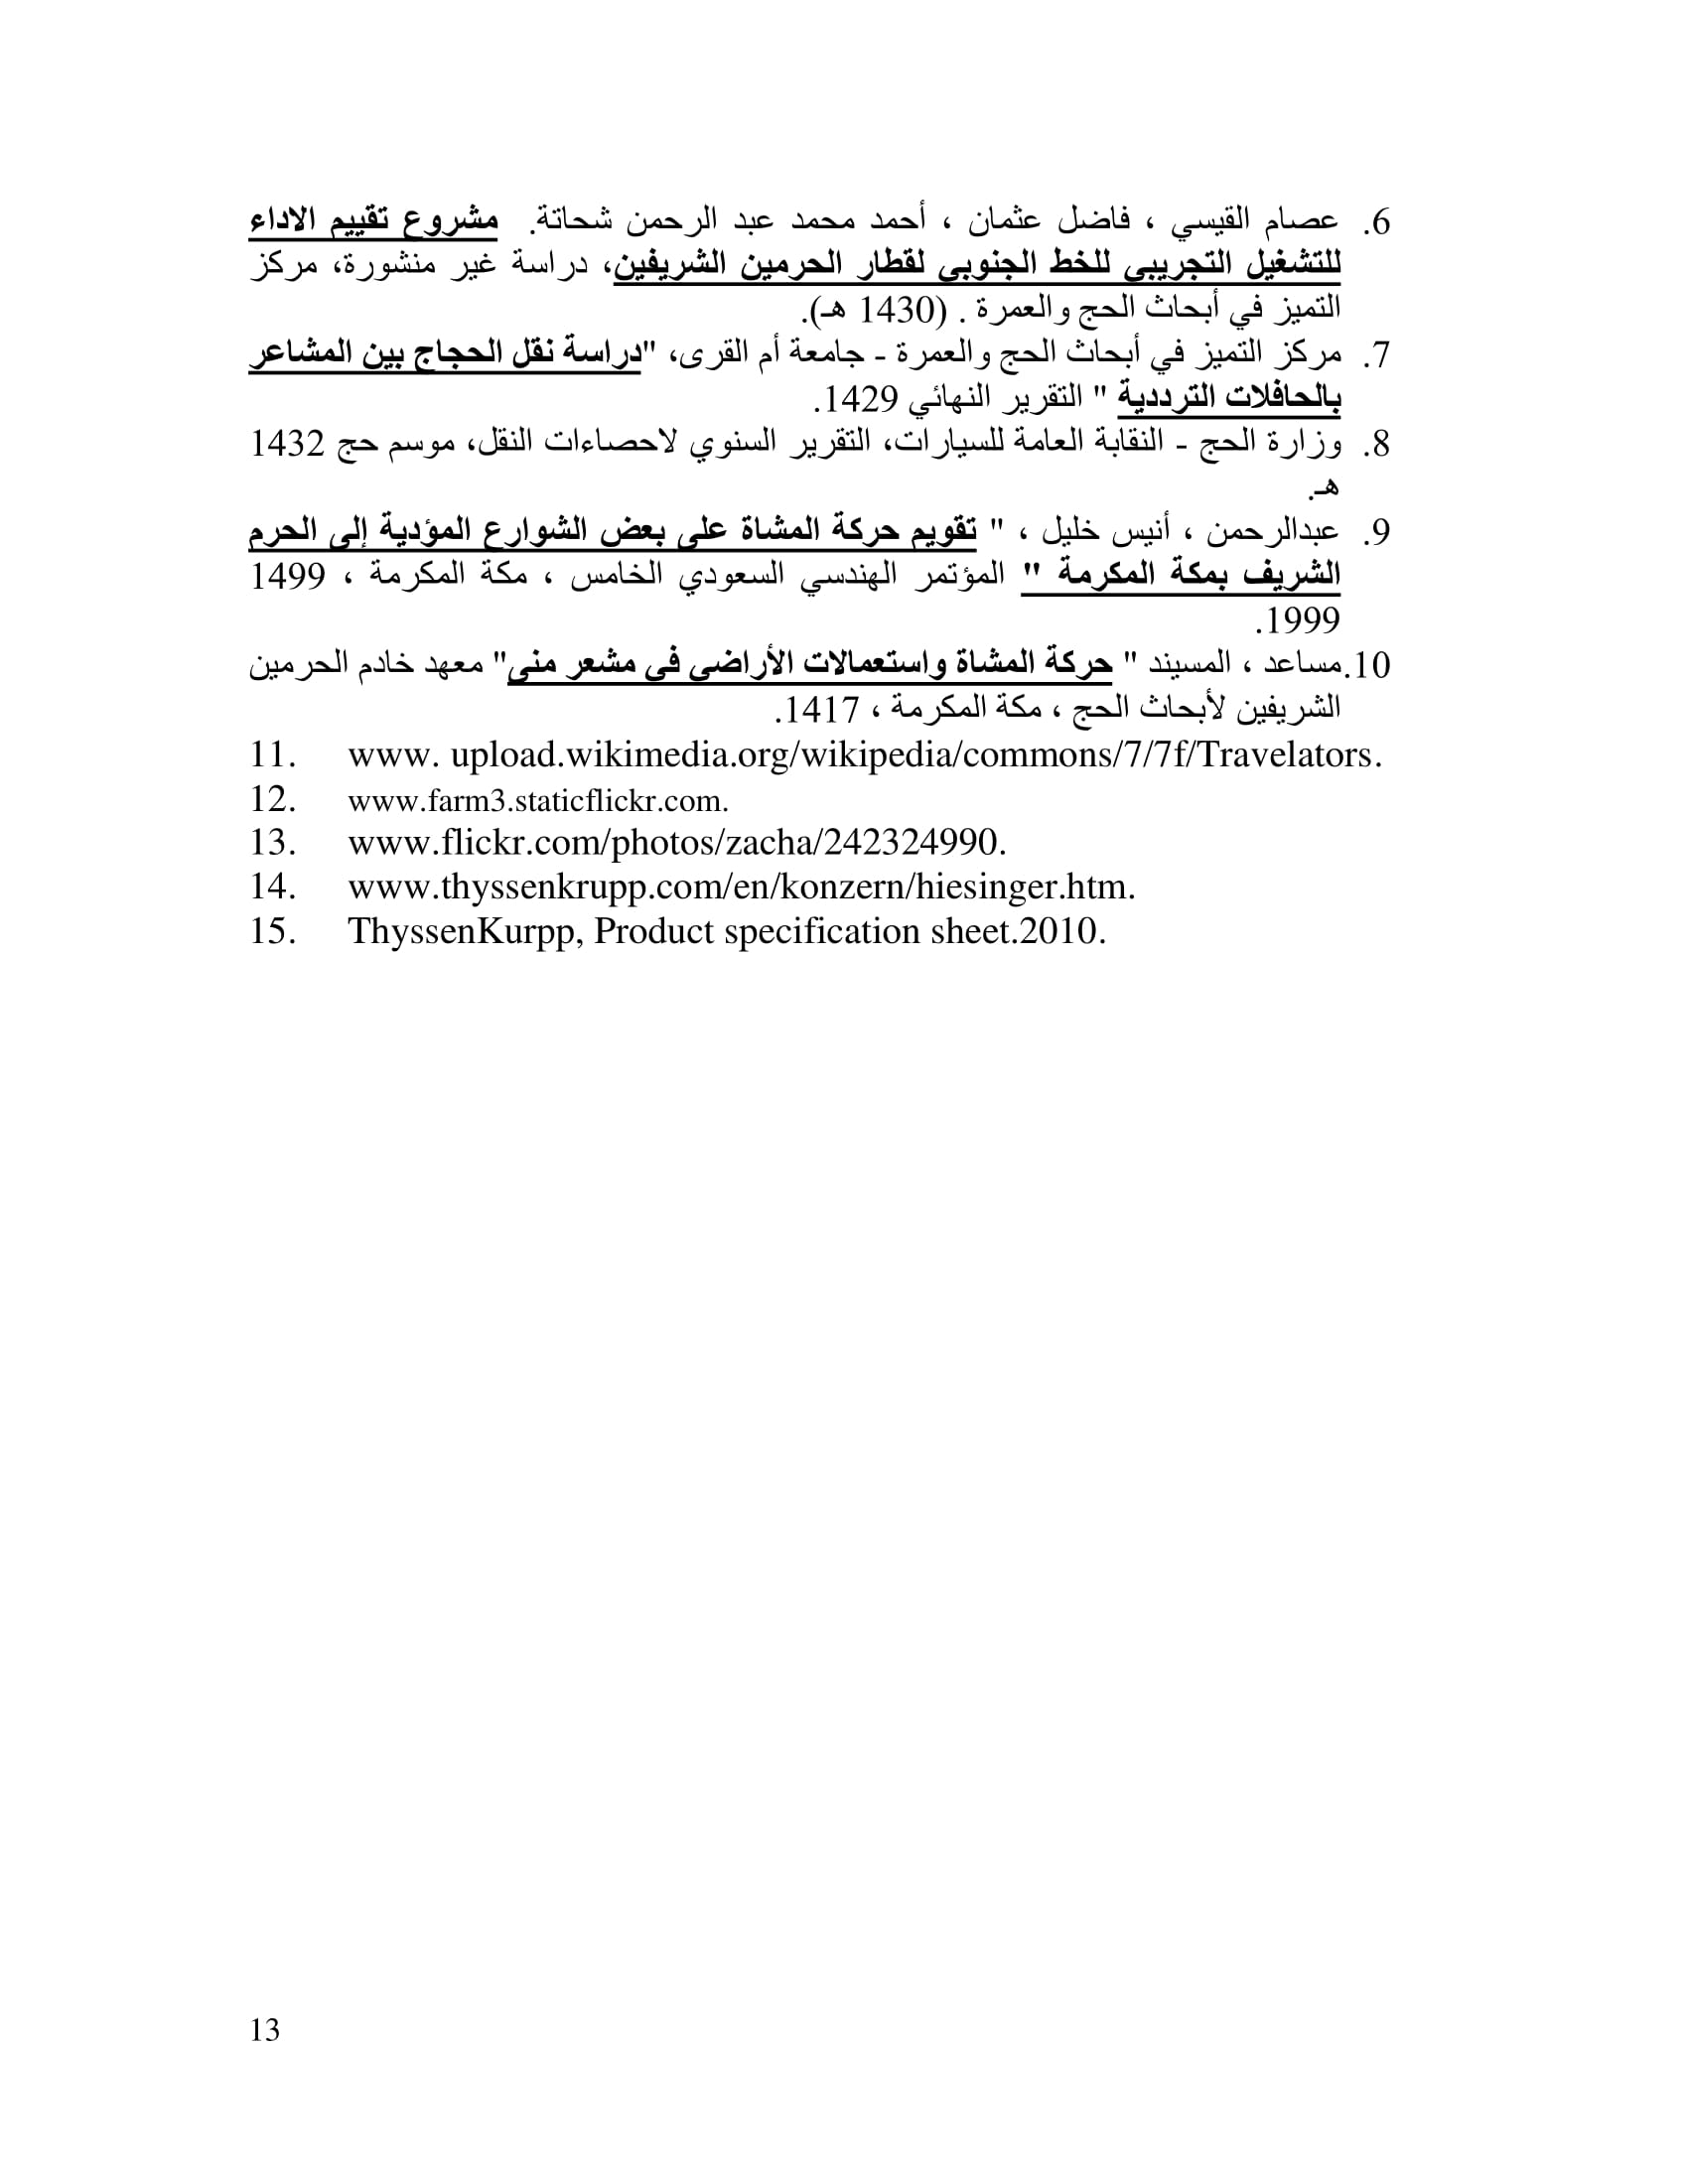 6. عصام القيسي ، فاضل عثمان ، أحمد محمد عبد الرحمن شحاتة. مشروع تقييم الاداء
للتشغيل التجريبي للخط الجنوبي لقطار الحرمين الشريفين، دراسة غير منشورة، مركز
التميز في أبحاث الحج والعمرة . (1430 هـ).
7. مركز التميز في أبحاث الحج والعمرة - جامعة أم القرى، "دراسة نقل الحجاج بين المشاعر
بالحافلات الترددية " التقرير النهائي 1429.
8. وزارة الحج - النقابة العامة للسيارات، التقرير السنوي لاحصاءات النقل، موسم حج 1432
هـ.
9. عبدالرحمن ، أنيس خليل ، " تقويم حركة المشاة على بعض الشوارع المؤدية إلى الحرم
الشريف بمكة المكرمة " المؤتمر الهندسي السعودي الخامس ، مكة المكرمة ، 1499
1999.
10.مساعد ، المسيند " حركة المشاة واستعمالات الأراضي في مشعر منى" معهد خادم الحرمين
الشريفين لأبحاث الحج ، مكة المكرمة ، 1417.
11. www. upload.wikimedia.org/wikipedia/commons/7/7f/Travelators.
12. www.farm3.staticflickr.com.
13. www.flickr.com/photos/zacha/242324990.
14. www.thyssenkrupp.com/en/konzern/hiesinger.htm.
15. ThyssenKurpp, Product specification sheet.2010.
13